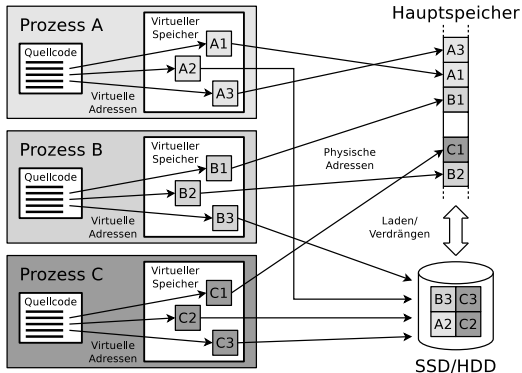 Prozess A
Quellcode
Virtuelle
Adressen
Virtueller
Speicher
A1
A2
A3
Prozess B
Quellcode
Virtuelle
Adressen
Virtueller
Speicher
B1
B2
B3
Prozess C
Quellcode
Virtuelle
Adressen
Virtueller
Speicher
C1
C2
C3
Physische
Adressen
Hauptspeicher
A3
A1
B1
C1
B2
Laden/
Verdrängen
B3 C3
A2 C2
SSD/HDD